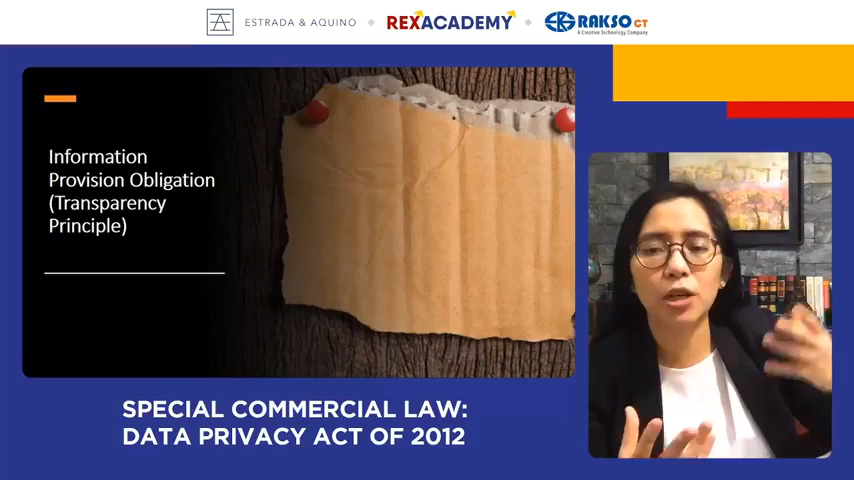 ESTRADA & AQUINO
REXACADEMY
RAKSO CT
A Creative Technology Company
Information
Provision Obligation
(Transparency
Principle)
SPECIAL COMMERCIAL LAW:
DATA PRIVACY ACT OF 2012